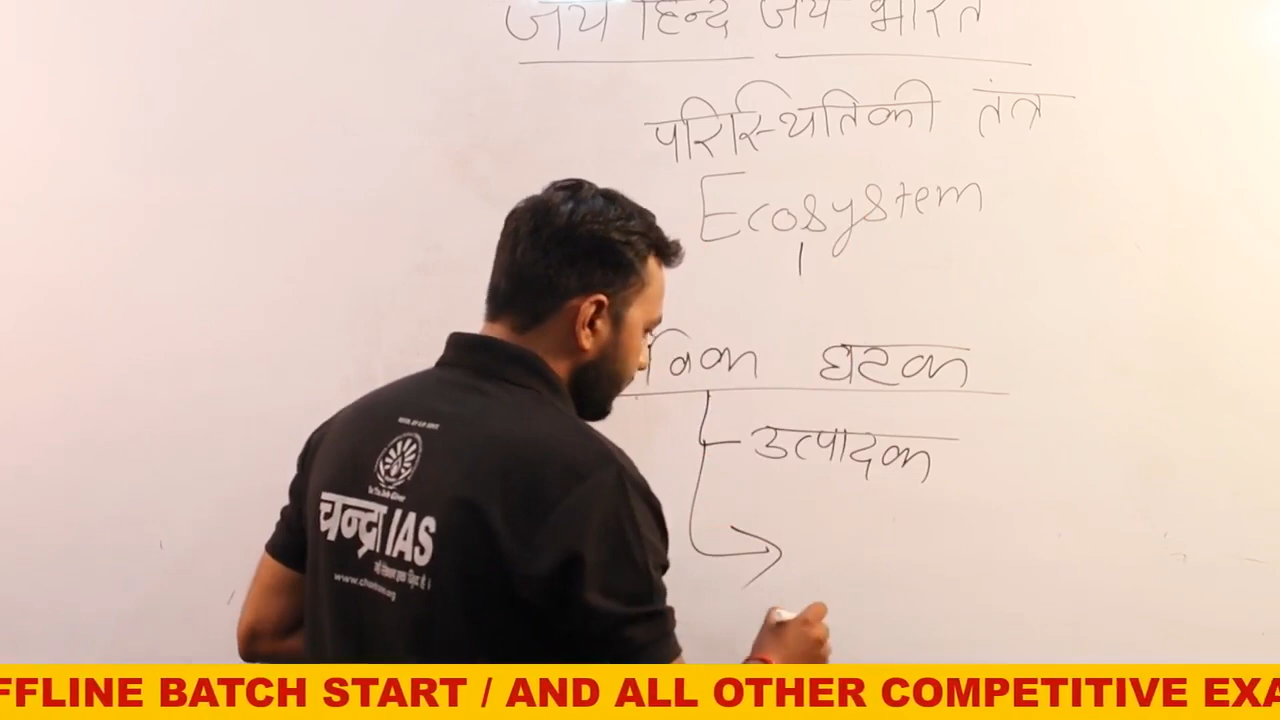 जय हिन्द जय भारत
परिस्थितिकी तंत्र
Ecosystem
विक घटक
उत्पादक
चन्द्रा IAS
FFLINE BATCH START / AND ALL OTHER COMPETITIVE EXA